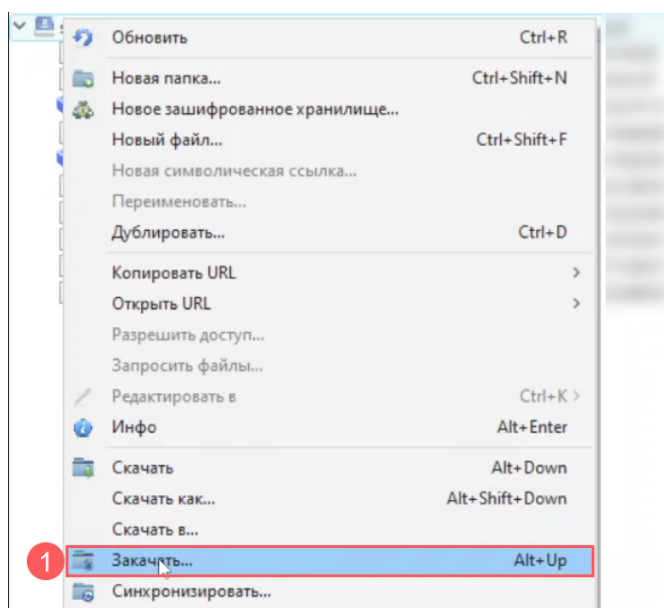 Обновить Ctrl+R
Новая папка... Ctrl+Shift+N
Новое зашифрованное хранилище...
Новый файл... Ctrl+Shift+F
Новая символическая ссылка...
Переименовать...
Дублировать... Ctrl+D
Копировать URL >
Открыть URL >
Разрешить доступ...
Запросить файлы...
Редактировать в Ctrl+K >
Инфо Alt+Enter
Скачать Alt+Down
Скачать как... Alt+Shift+Down
Скачать в...
1 Закачать... Alt+Up
Синхронизировать...